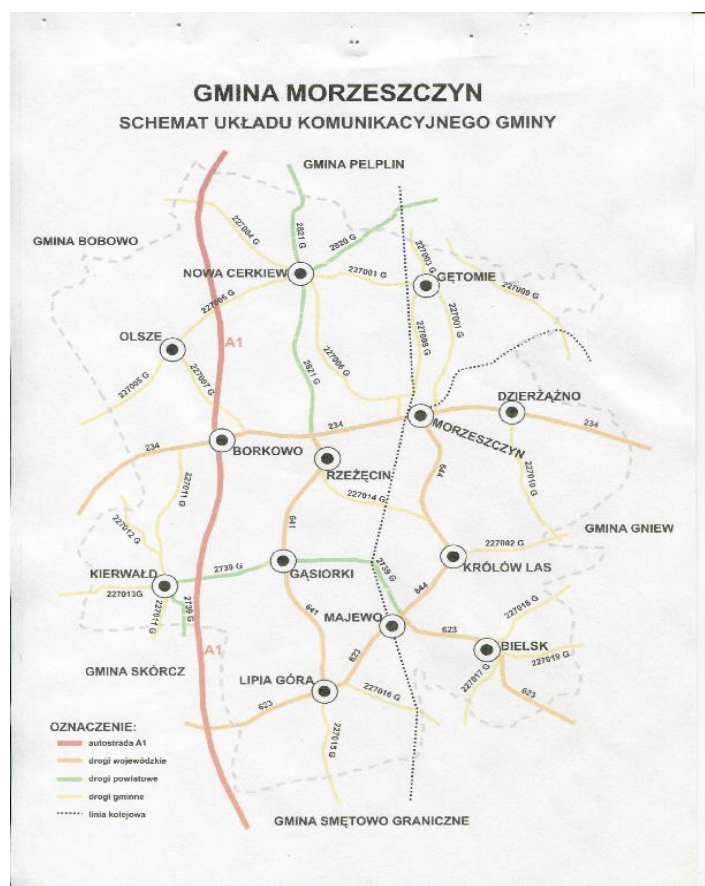 GMINA MORZESZCZYN
SCHEMAT UKŁADU KOMUNIKACYJNEGO GMINY
GMINA PELPLIN
GMINA BOBOWO
227004 G
2821 G
2820 G
227003 G
NOWA CERKIEW
227001 G
GĘTOMIE
227009 G
227005 G
227001 G
OLSZE
A1
227008 G
227006 G
2821 G
227007 G
227005 G
DZIERŻĄŻNO
234
234
234
BORKOWO
MORZESZCZYN
RZEŻĘCIN
644
227010 G
227011 G
227014 G
641
227012 G
GMINA GNIEW
227002 G
KIERWAŁD
2739 G
GĄSIORKI
2739 G
KRÓLÓW LAS
227013G
644
2739 G
227011 G
641
227018 G
MAJEWO
623
BIELSK
A1
623
227019 G
GMINA SKÓRCZ
227017 G
LIPIA GÓRA
227016 G
623
623
227015 G
OZNACZENIE:
autostrada A1
drogi wojewódzkie
drogi powiatowe
drogi gminne
linia kolejowa
GMINA SMĘTOWO GRANICZNE